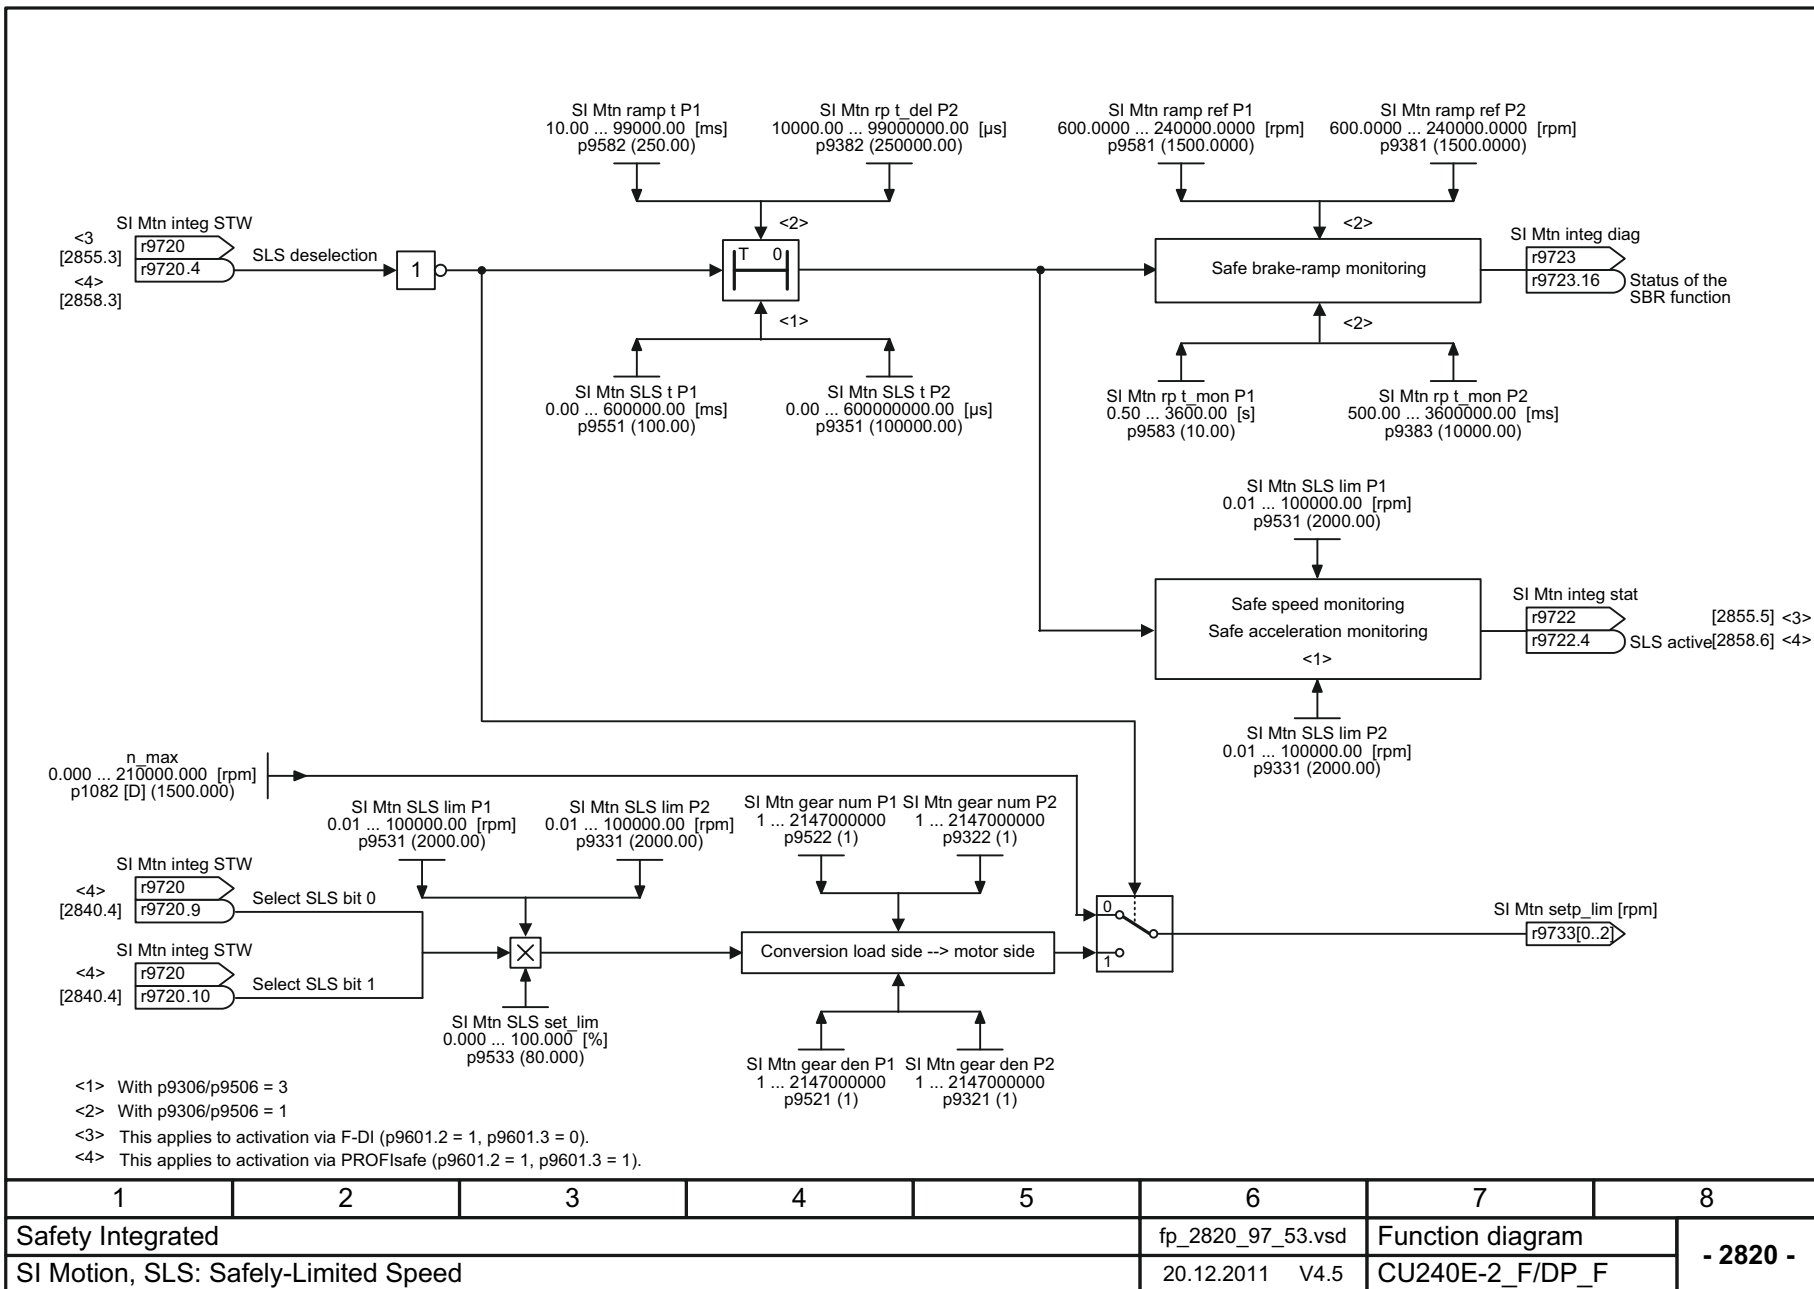 SI Mtn ramp t P1
10.00 ... 99000.00 [ms]
p9582 (250.00)
SI Mtn rp t_del P2
10000.00 ... 99000000.00 [µs]
p9382 (250000.00)
SI Mtn ramp ref P1
600.0000 ... 240000.0000 [rpm]
p9581 (1500.0000)
SI Mtn ramp ref P2
600.0000 ... 240000.0000 [rpm]
p9381 (1500.0000)
<2>
<2>
SI Mtn integ STW
<3
[2855.3]
<4>
[2858.3]
r9720
r9720.4
SLS deselection
1
T 0
Safe brake-ramp monitoring
SI Mtn integ diag
r9723
r9723.16
Status of the
SBR function
<1>
<2>
SI Mtn SLS t P1
0.00 ... 600000.00 [ms]
p9551 (100.00)
SI Mtn SLS t P2
0.00 ... 600000000.00 [µs]
p9351 (100000.00)
SI Mtn rp t_mon P1
0.50 ... 3600.00 [s]
p9583 (10.00)
SI Mtn rp t_mon P2
500.00 ... 3600000.00 [ms]
p9383 (10000.00)
SI Mtn SLS lim P1
0.01 ... 100000.00 [rpm]
p9531 (2000.00)
Safe speed monitoring
Safe acceleration monitoring
<1>
SI Mtn integ stat
r9722
r9722.4
SLS active
[2855.5] <3>
[2858.6] <4>
SI Mtn SLS lim P2
0.01 ... 100000.00 [rpm]
p9331 (2000.00)
n_max
0.000 ... 210000.000 [rpm]
p1082 [D] (1500.000)
SI Mtn SLS lim P1
0.01 ... 100000.00 [rpm]
p9531 (2000.00)
SI Mtn SLS lim P2
0.01 ... 100000.00 [rpm]
p9331 (2000.00)
SI Mtn gear num P1
1 ... 2147000000
p9522 (1)
SI Mtn gear num P2
1 ... 2147000000
p9322 (1)
SI Mtn integ STW
<4>
[2840.4]
r9720
r9720.9
Select SLS bit 0
SI Mtn integ STW
<4>
[2840.4]
r9720
r9720.10
Select SLS bit 1
Conversion load side --> motor side
0
1
SI Mtn setp_lim [rpm]
r9733[0..2]
SI Mtn SLS set_lim
0.000 ... 100.000 [%]
p9533 (80.000)
SI Mtn gear den P1
1 ... 2147000000
p9521 (1)
SI Mtn gear den P2
1 ... 2147000000
p9321 (1)
<1> With p9306/p9506 = 3
<2> With p9306/p9506 = 1
<3> This applies to activation via F-DI (p9601.2 = 1, p9601.3 = 0).
<4> This applies to activation via PROFIsafe (p9601.2 = 1, p9601.3 = 1).
1 2 3 4 5 6 7 8
Safety Integrated
SI Motion, SLS: Safely-Limited Speed
fp_2820_97_53.vsd
20.12.2011 V4.5
Function diagram
CU240E-2_F/DP_F
- 2820 -